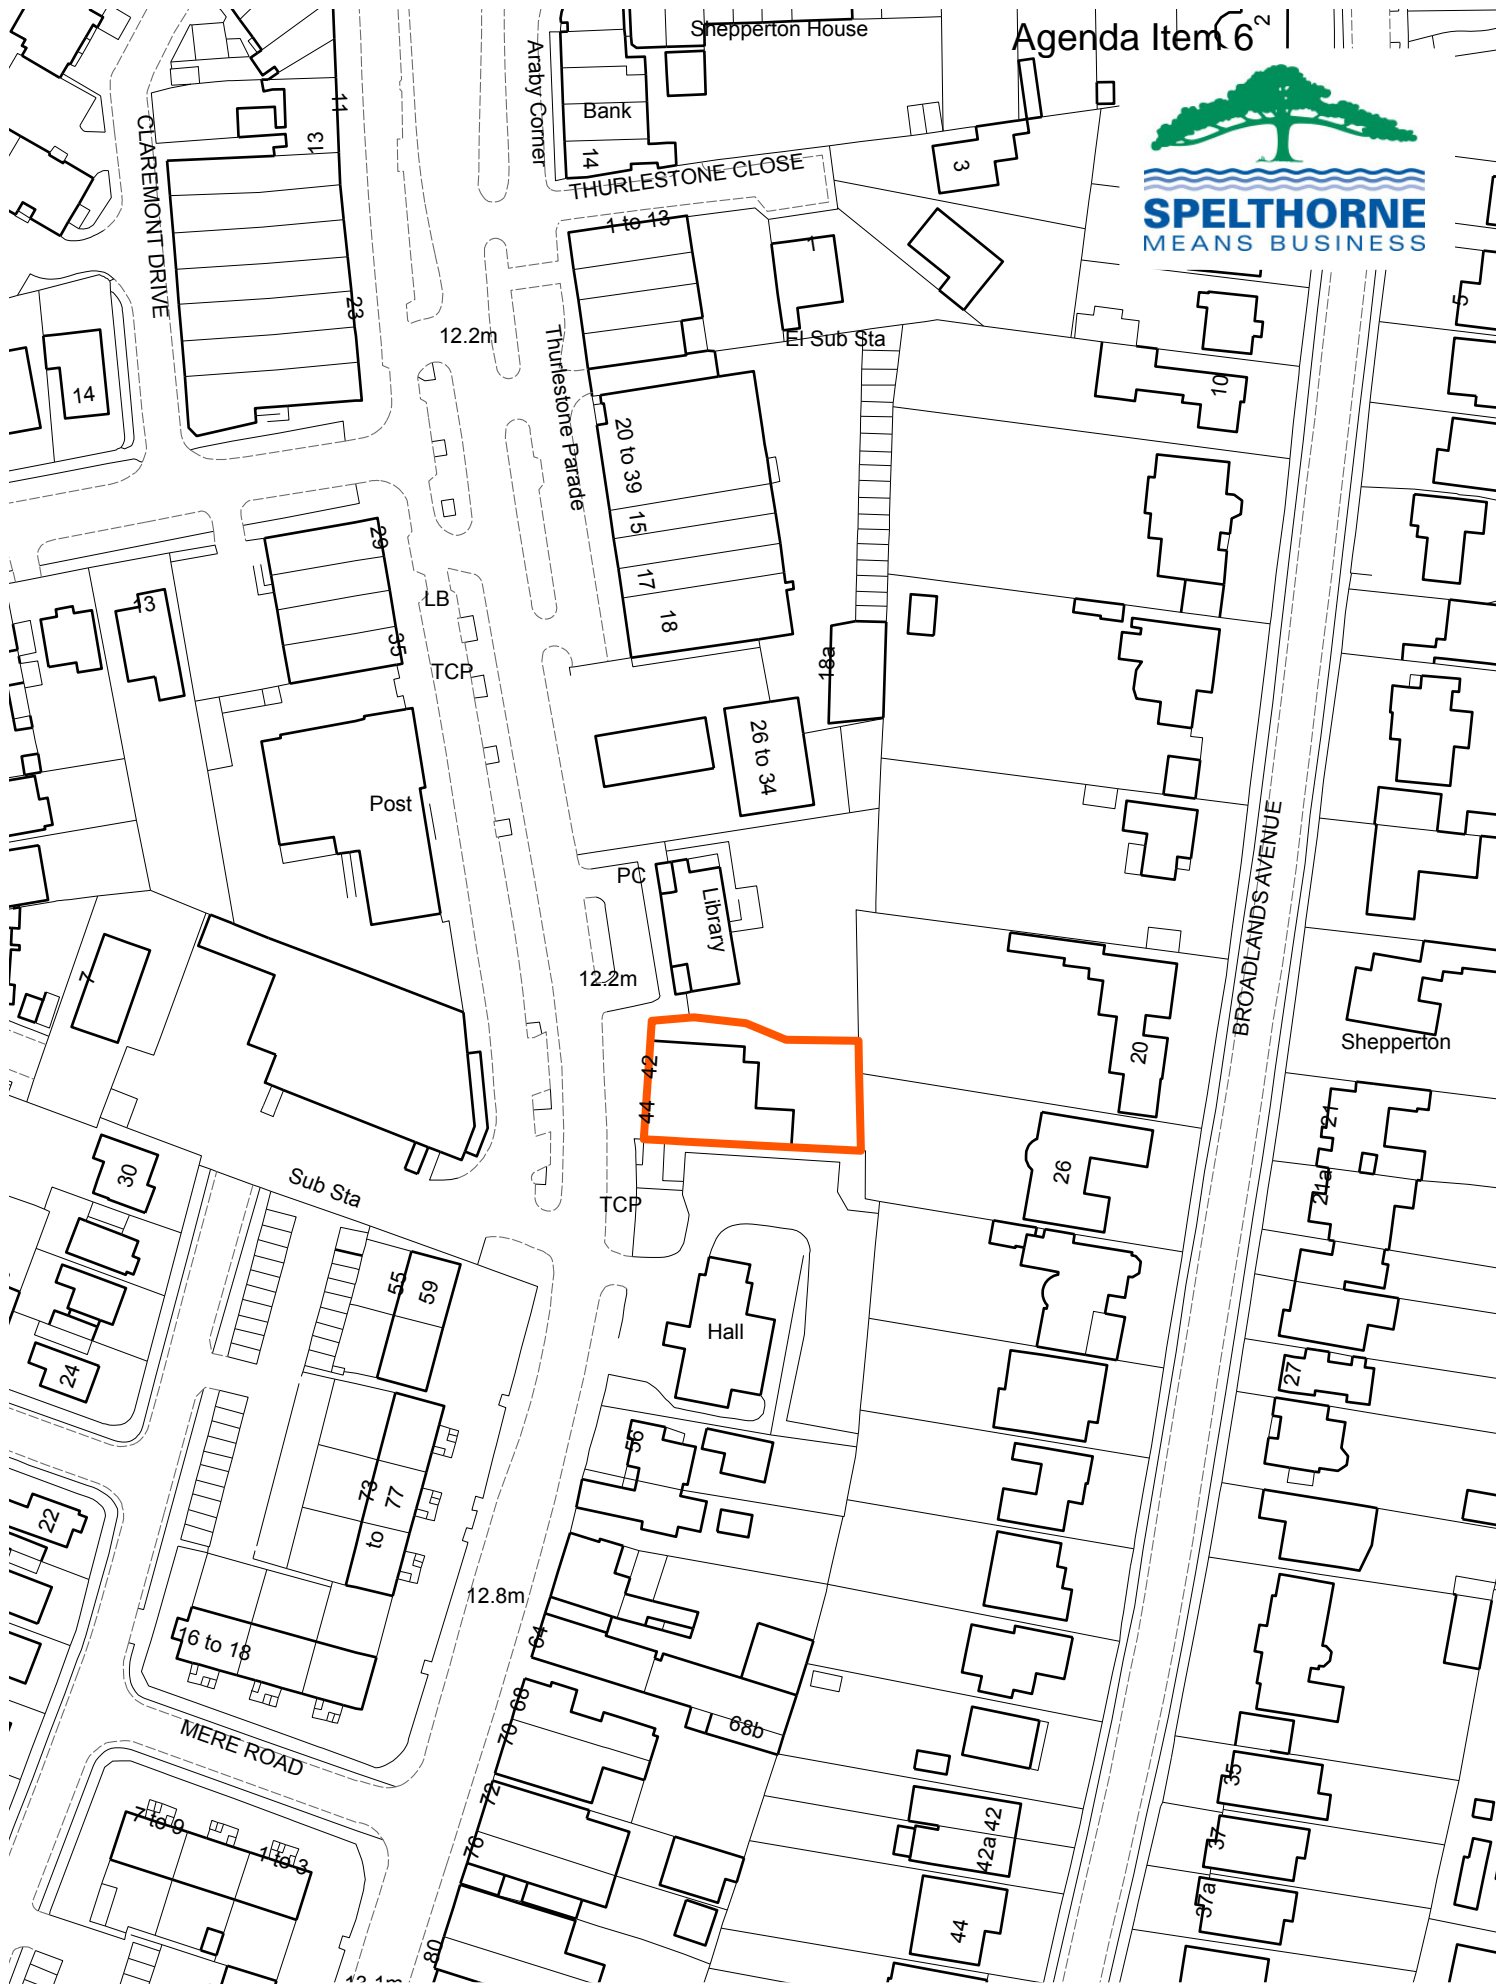 Shepperton House
Agenda Item 6
2
Araby Corner
Bank
14
11
13
CLAREMONT DRIVE
THURLESTONE CLOSE
3
SPELTHORNE
MEANS BUSINESS
1 to 13
1
23
5
12.2m
El Sub Sta
Thurlestone Parade
14
10
20 to 39
15
29
17
LB
13
18
35
TCP
18a
26 to 34
Post
BROADLANDS AVENUE
PC
Library
7
12.2m
20
Shepperton
42
44
21
30
26
21a
Sub Sta
TCP
55
59
Hall
24
27
56
73
to
77
22
12.8m
16 to 18
64
68
70
68b
MERE ROAD
72
35
7 to 9
76
42
42a
37
1 to 3
37a
44
80
13.1m